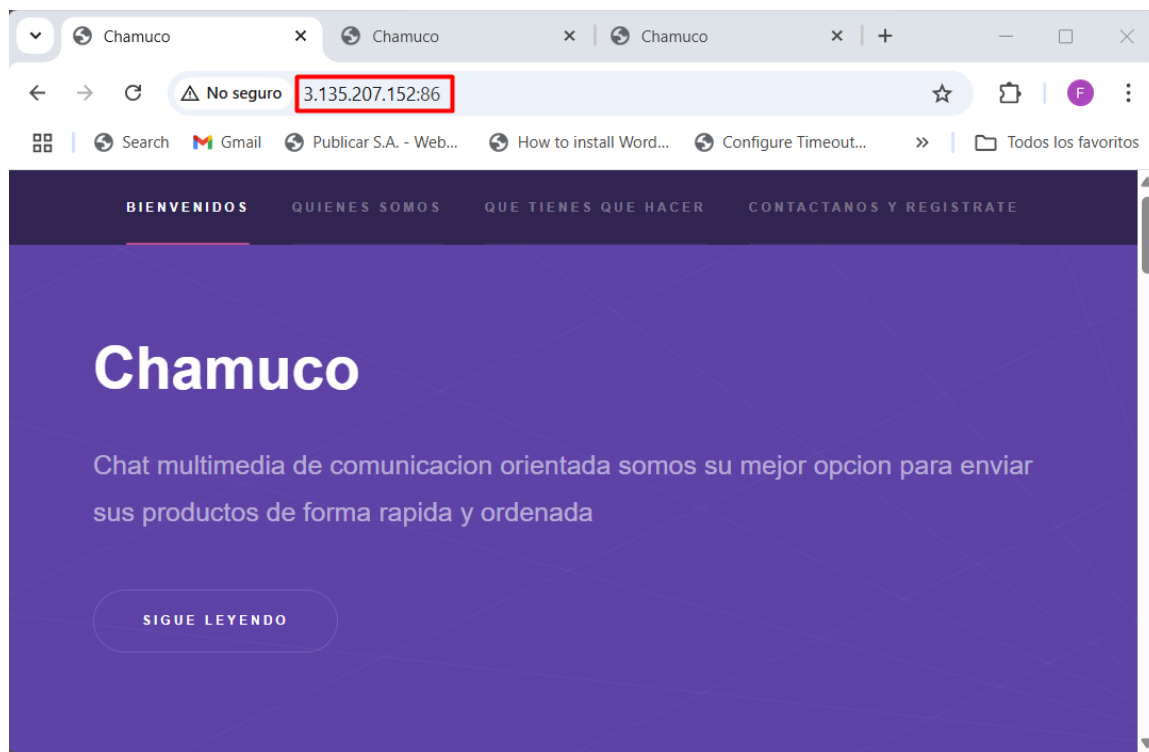 Chamuco
Chamuco
Chamuco
No seguro
3.135.207.152:86
F
Search
Gmail
Publicar S.A. - Web...
How to install Word...
Configure Timeout...
Todos los favoritos
BIENVENIDOS
QUIENES SOMOS
QUE TIENES QUE HACER
CONTACTANOS Y REGISTRATE
Chamuco
Chat multimedia de comunicacion orientada somos su mejor opcion para enviar
sus productos de forma rapida y ordenada
SIGUE LEYENDO